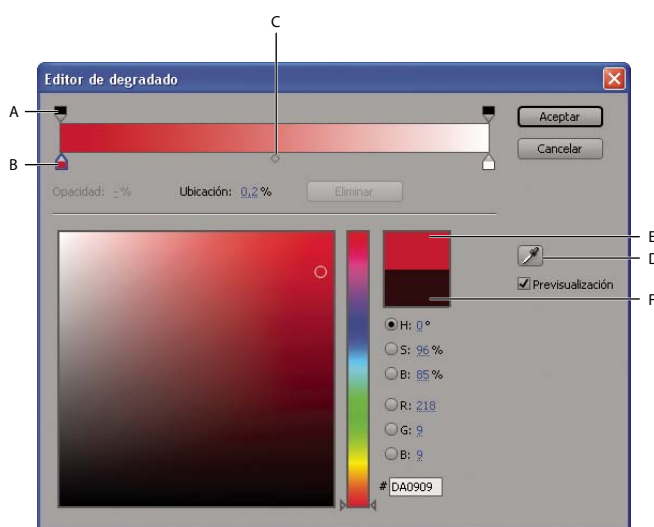 C
Editor de degradado
A
Aceptar
B
Cancelar
Opacidad: -%
Ubicación: 0,2 %
Eliminar
E
D
Previsualización
F
H: 0°
S: 96 %
B: 85 %
R: 218
G: 9
B: 9
# DA0909